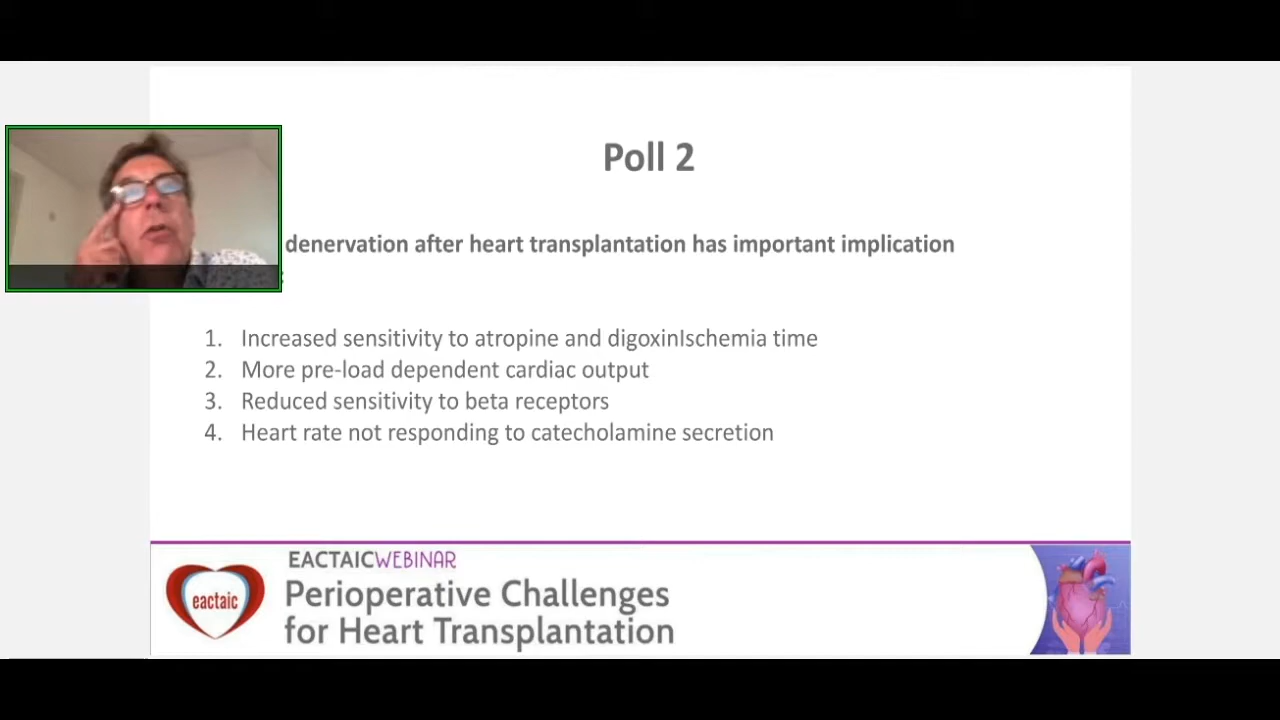 Poll 2
denervation after heart transplantation has important implication
:
1. Increased sensitivity to atropine and digoxinIschemia time
2. More pre-load dependent cardiac output
3. Reduced sensitivity to beta receptors
4. Heart rate not responding to catecholamine secretion
EACTAICWEBINAR
eactaic
Perioperative Challenges
for Heart Transplantation